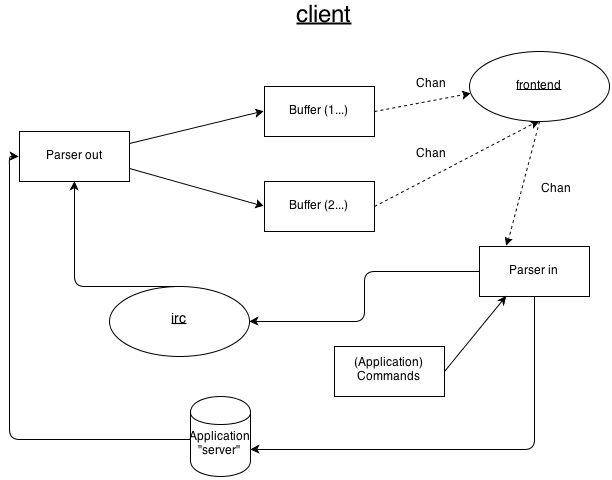 client
Chan
frontend
Buffer (1...)
Parser out
Chan
Chan
Buffer (2...)
Parser in
irc
(Application)
Commands
Application
"server"